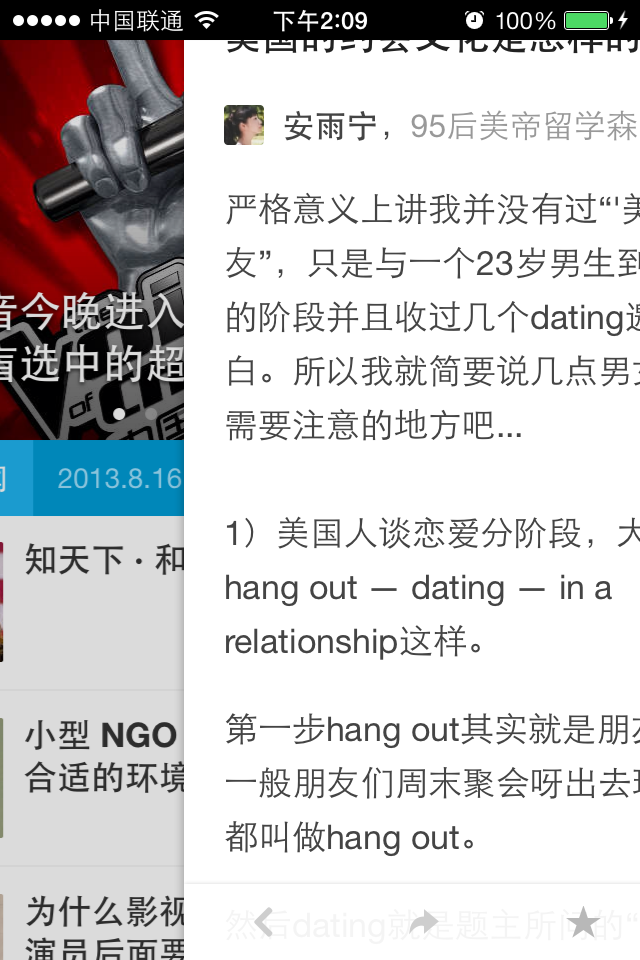 中国联通
下午2:09
100%
音今晚进入
盲选中的超
OF
中国
闻
2013.8.16
知天下·和
小型 NGO
合适的环境
为什么影视
演员后面要
美国的约会文化是怎样的
安雨宁，95后美帝留学森
严格意义上讲我并没有过“'美
友”，只是与一个23岁男生到
的阶段并且收过几个dating邀
白。所以我就简要说几点男女
需要注意的地方吧...
1）美国人谈恋爱分阶段，大
hang out — dating — in a
relationship这样。
第一步hang out其实就是朋友
一般朋友们周末聚会呀出去玩
都叫做hang out。
然后dating就是题主所问的“